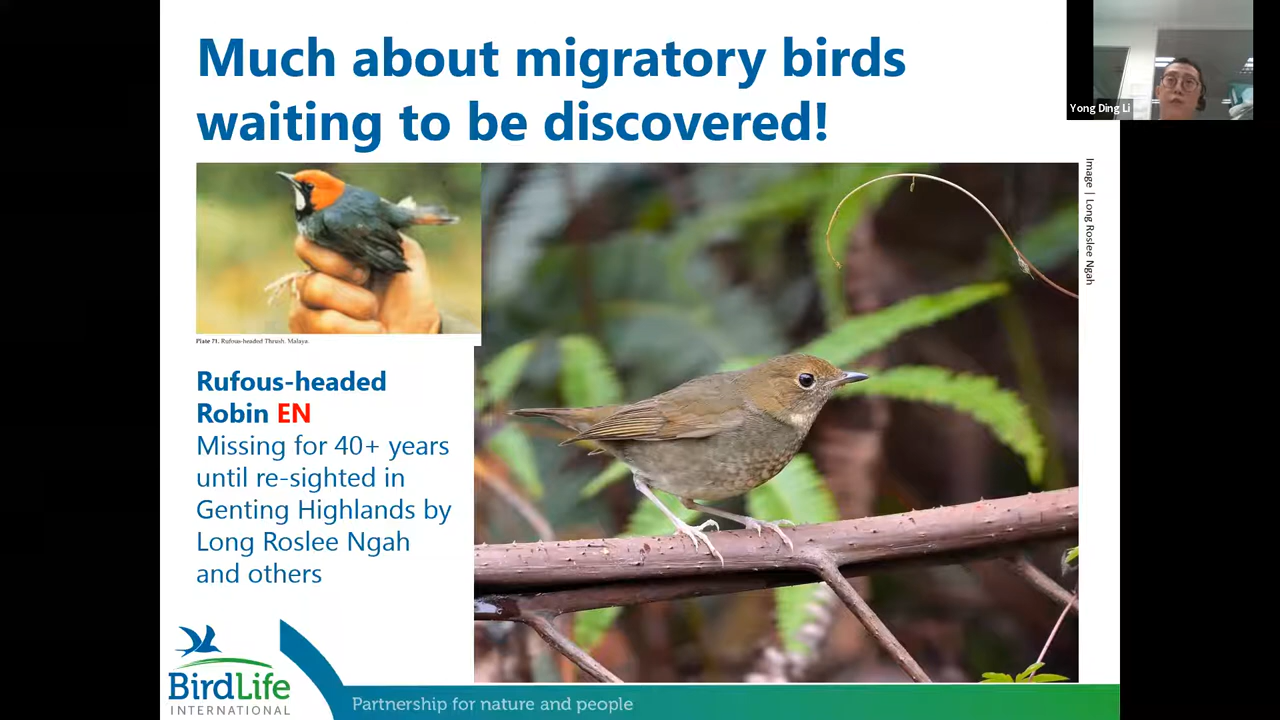 Much about migratory birds
waiting to be discovered!
Yong Ding Li
Image | Long Roslee Ngah
Plate 71. Rufous-headed Thrush. Malaya.
Rufous-headed
Robin EN
Missing for 40+ years
until re-sighted in
Genting Highlands by
Long Roslee Ngah
and others
BirdLife
INTERNATIONAL
Partnership for nature and people